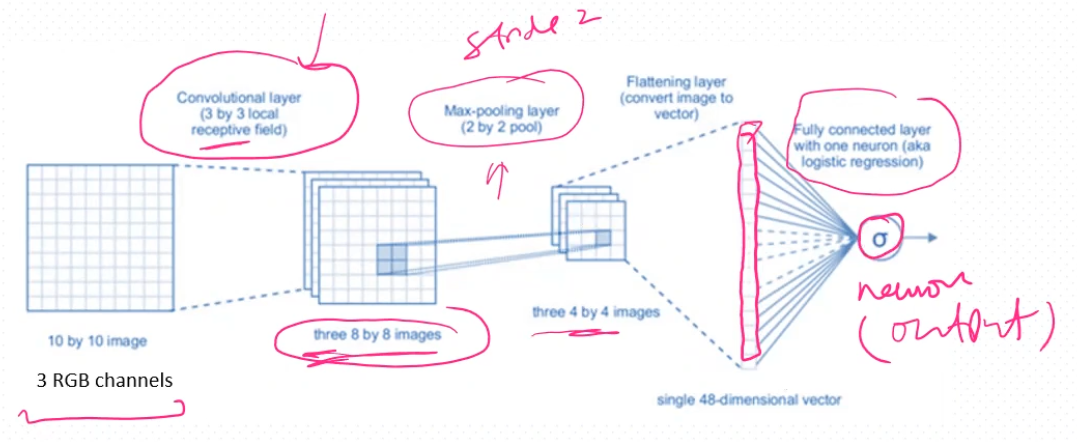 stride 2
Convolutional layer
(3 by 3 local
receptive field)
Max-pooling layer
(2 by 2 pool)
Flattening layer
(convert image to
vector)
Fully connected layer
with one neuron (aka
logistic regression)
σ
neuron
(output)
10 by 10 image
three 8 by 8 images
three 4 by 4 images
3 RGB channels
single 48-dimensional vector